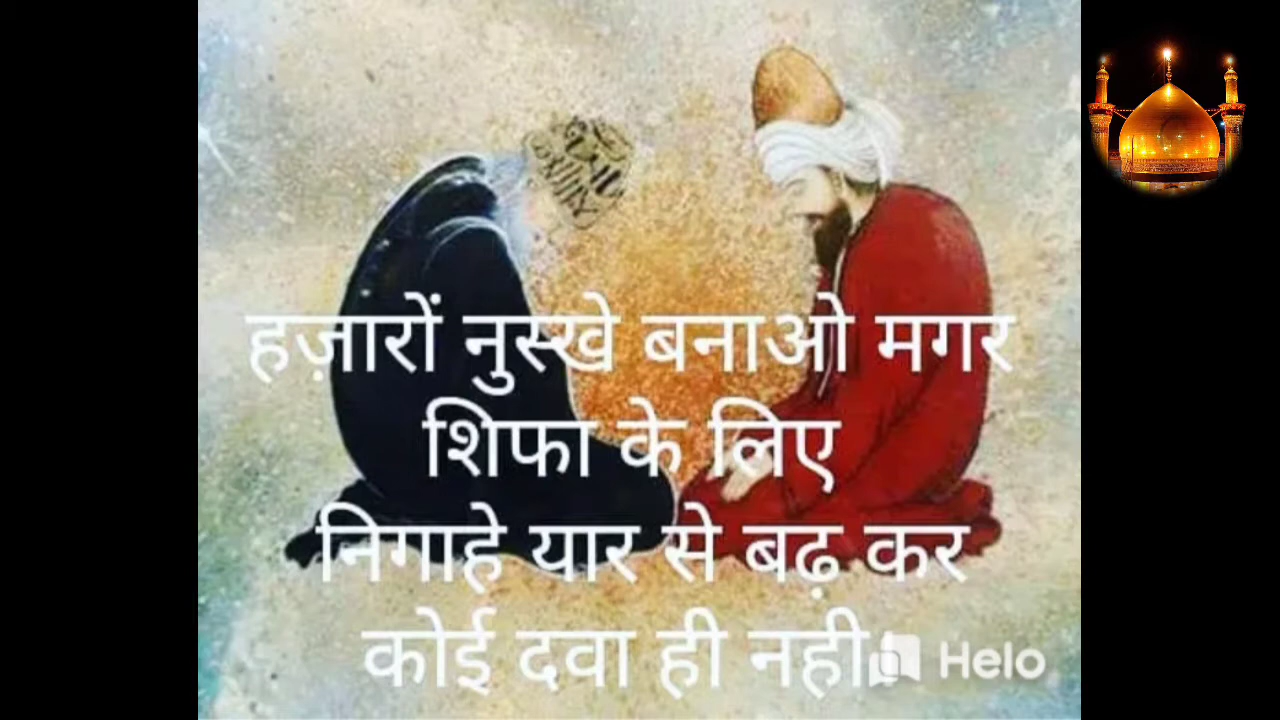 हज़ारों नुस्खे बनाओ मगर
शिफा के लिए
निगाहे यार से बढ़ कर
कोई दवा ही नही
Helo